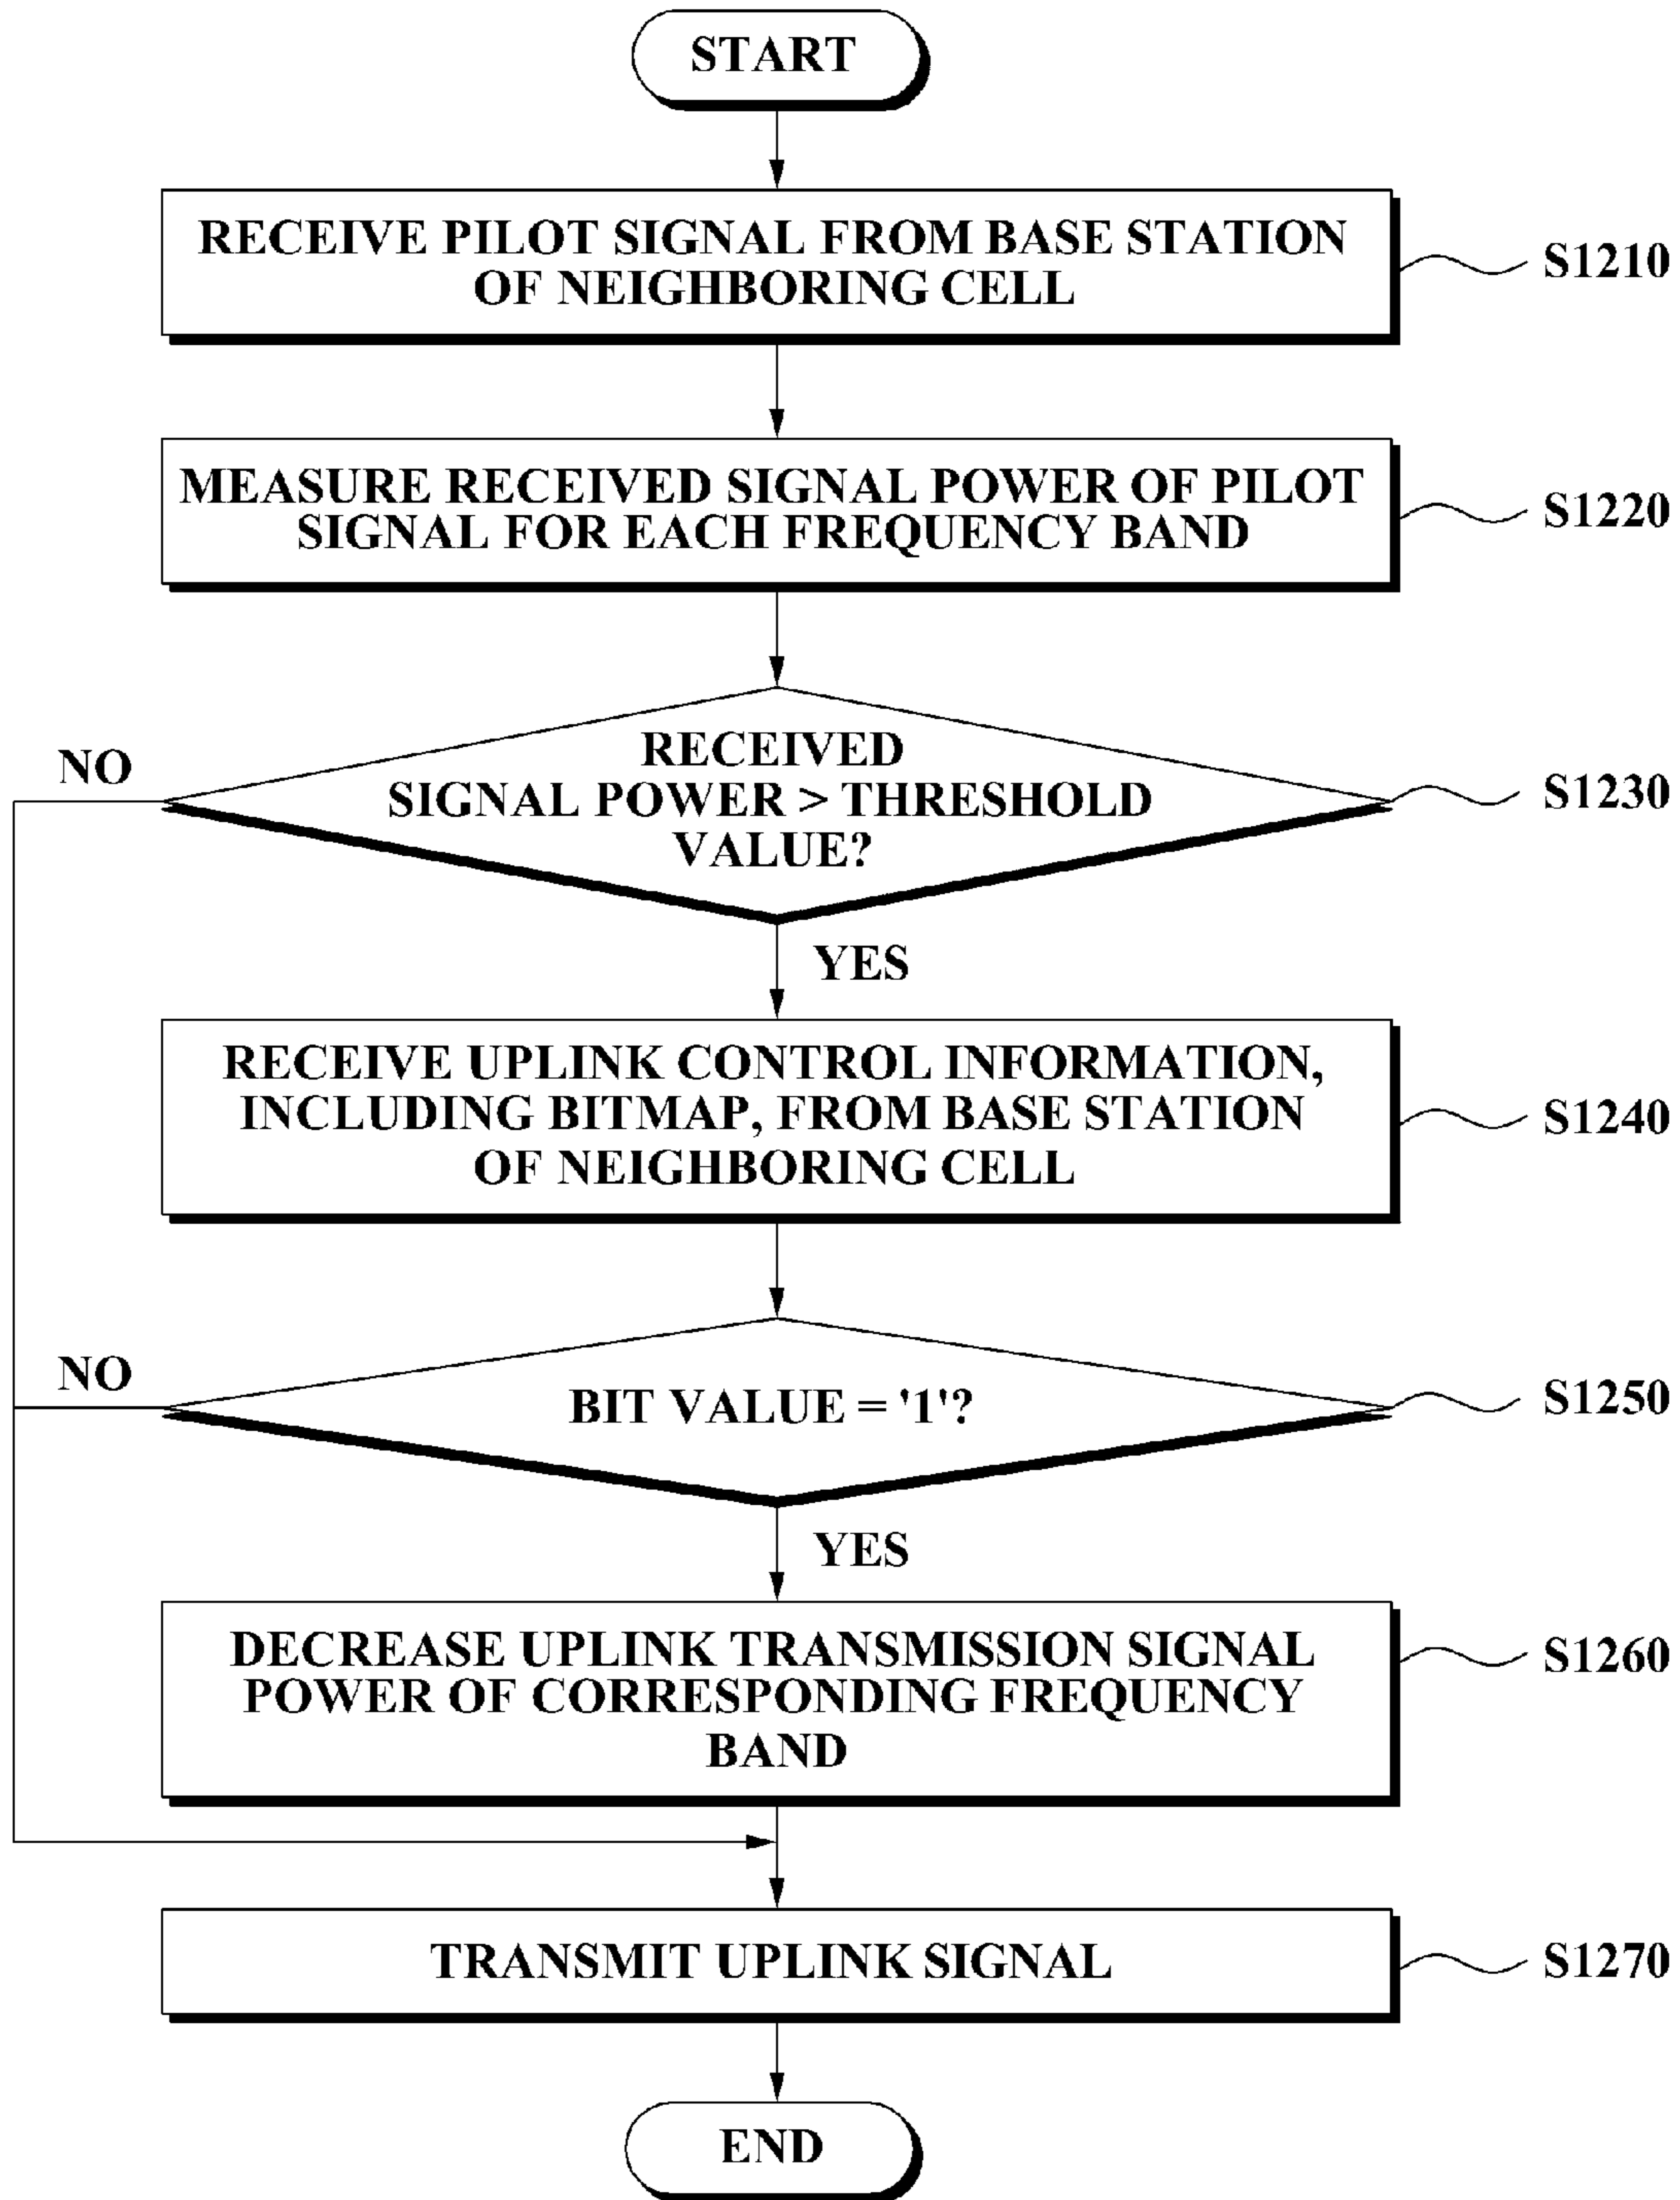 START
RECEIVE PILOT SIGNAL FROM BASE STATION
OF NEIGHBORING CELL
S1210
MEASURE RECEIVED SIGNAL POWER OF PILOT
SIGNAL FOR EACH FREQUENCY BAND
S1220
RECEIVED
SIGNAL POWER > THRESHOLD
VALUE?
NO
S1230
YES
RECEIVE UPLINK CONTROL INFORMATION,
INCLUDING BITMAP, FROM BASE STATION
OF NEIGHBORING CELL
S1240
NO
BIT VALUE = '1'?
S1250
YES
DECREASE UPLINK TRANSMISSION SIGNAL
POWER OF CORRESPONDING FREQUENCY
BAND
S1260
TRANSMIT UPLINK SIGNAL
S1270
END